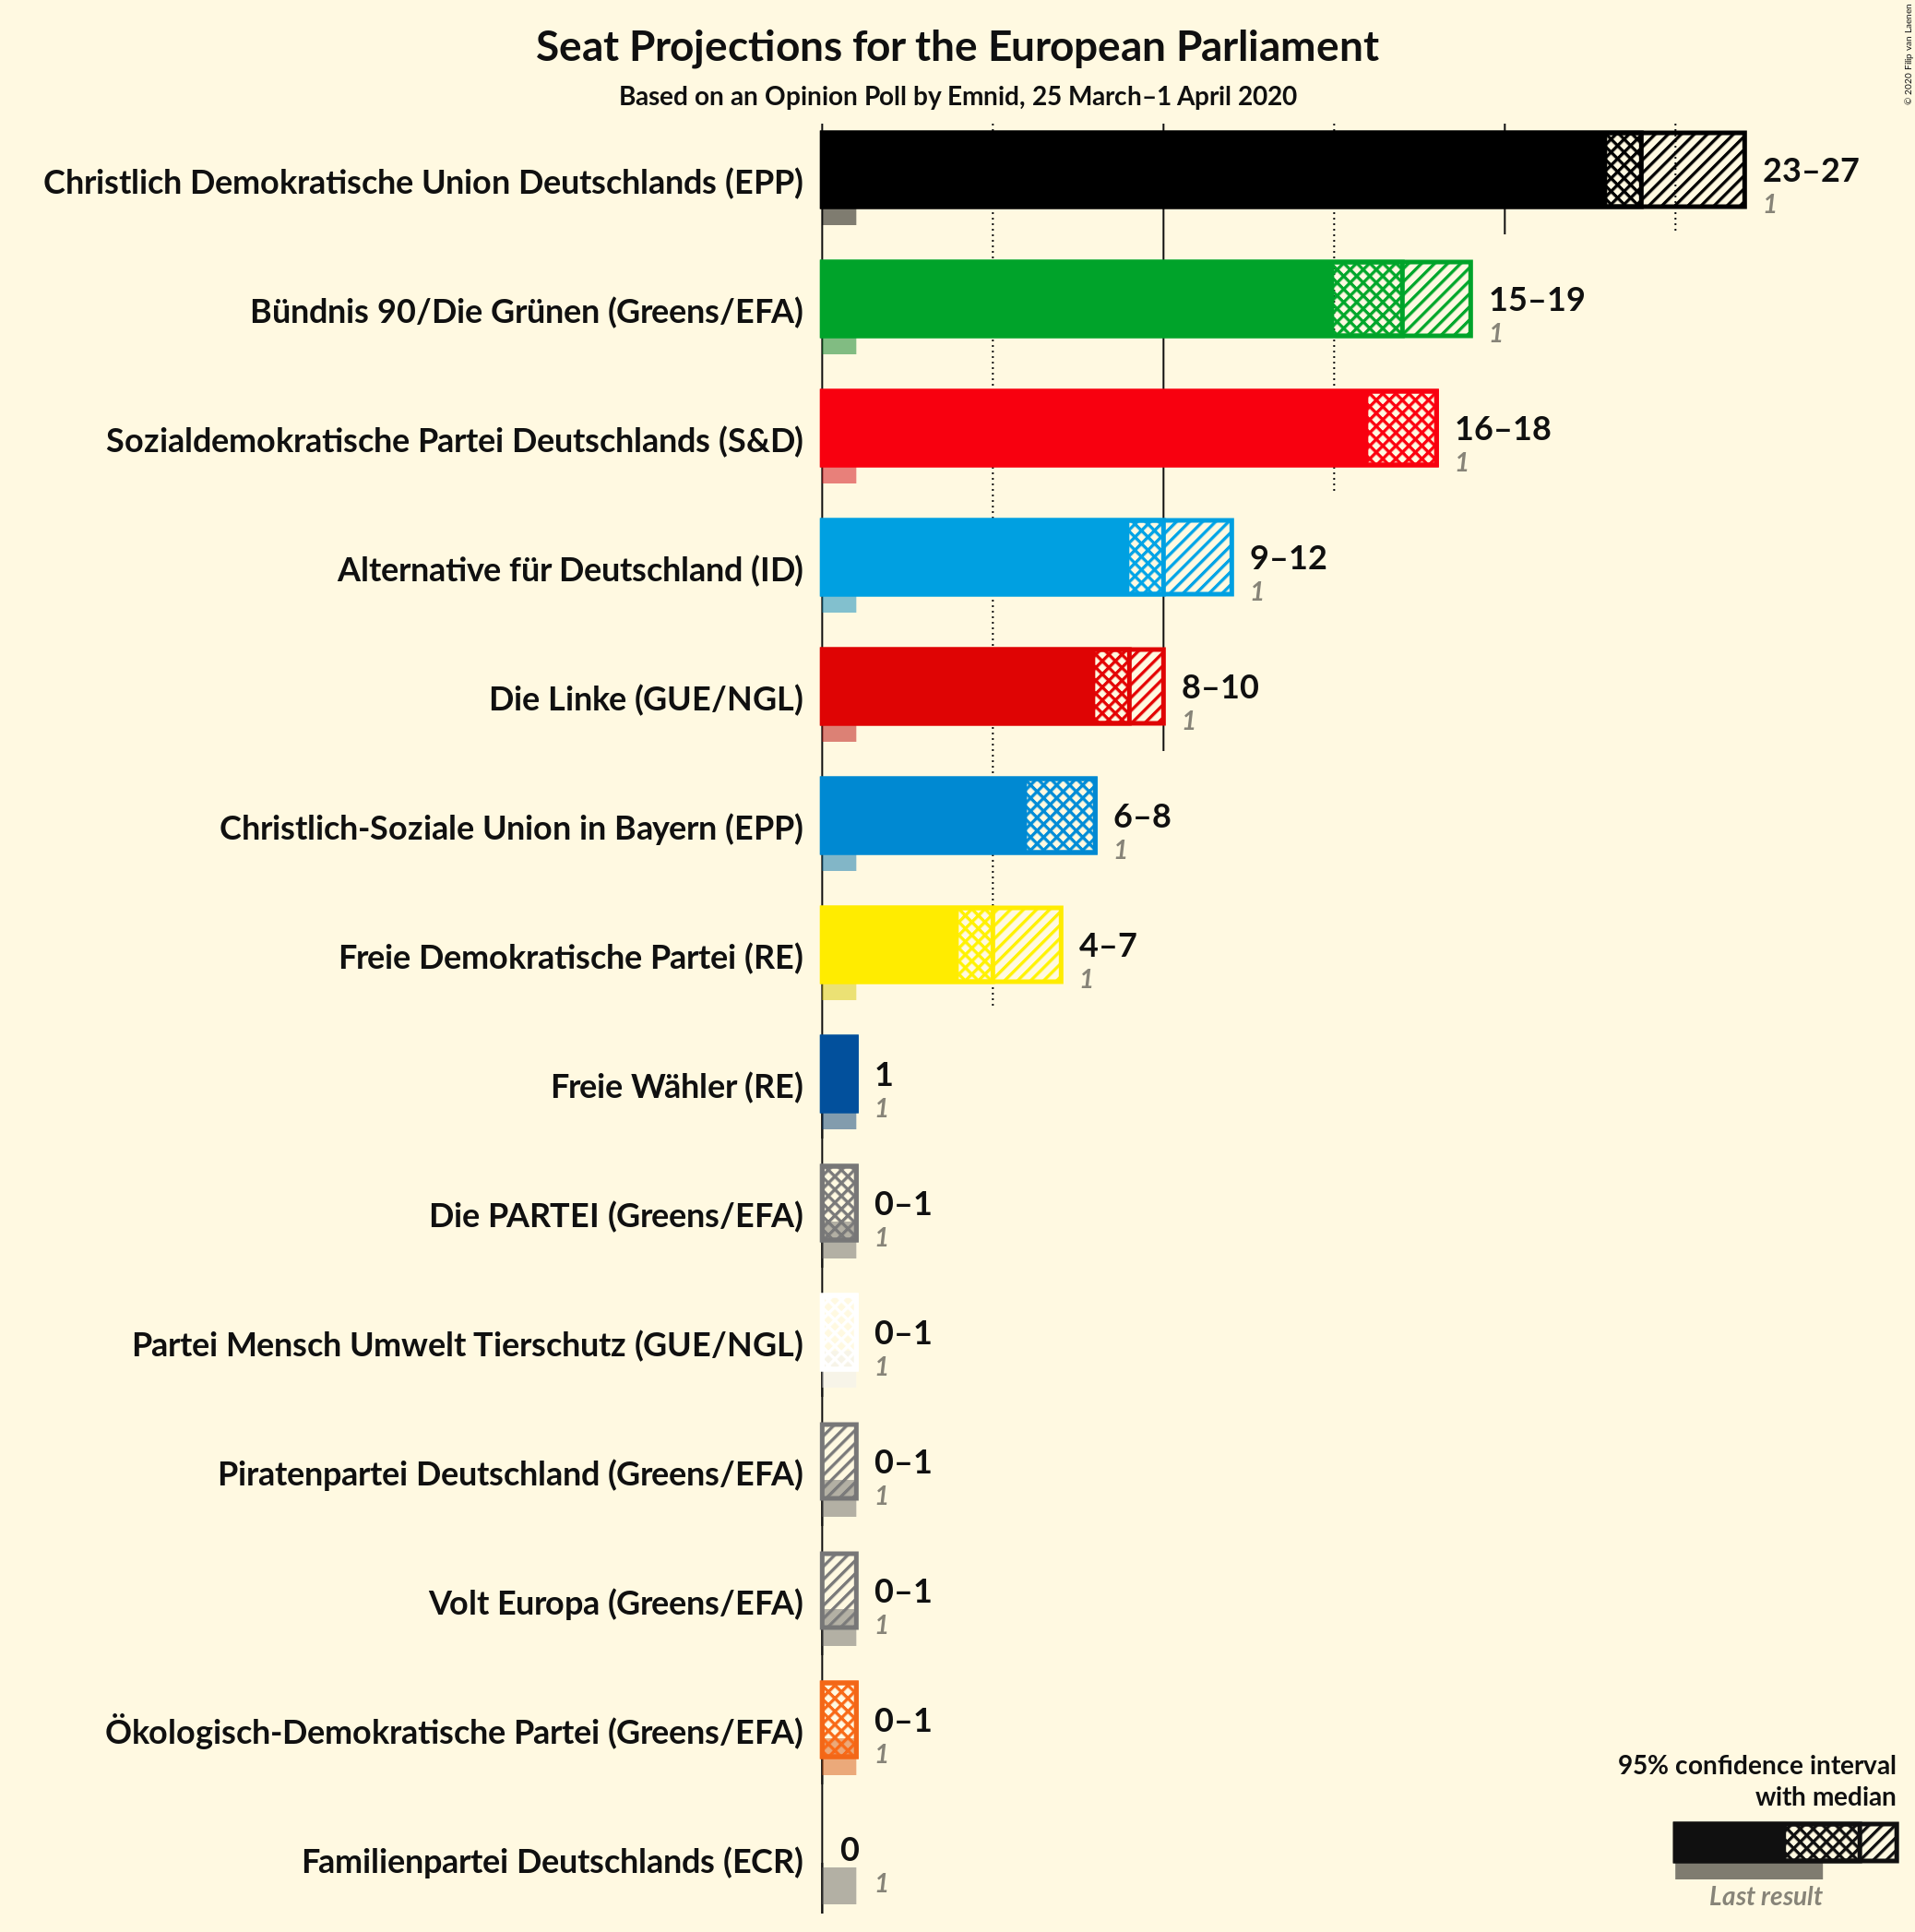 Seat Projections for the European Parliament
Based on an Opinion Poll by Emnid, 25 March–1 April 2020
© 2020 Filip van Laenen
Christlich Demokratische Union Deutschlands (EPP)
23–27
1
Bündnis 90/Die Grünen (Greens/EFA)
15–19
1
Sozialdemokratische Partei Deutschlands (S&D)
16–18
1
Alternative für Deutschland (ID)
9–12
1
Die Linke (GUE/NGL)
8–10
1
Christlich-Soziale Union in Bayern (EPP)
6–8
1
Freie Demokratische Partei (RE)
4–7
1
Freie Wähler (RE)
1
1
Die PARTEI (Greens/EFA)
0–1
1
Partei Mensch Umwelt Tierschutz (GUE/NGL)
0–1
1
Piratenpartei Deutschland (Greens/EFA)
0–1
1
Volt Europa (Greens/EFA)
0–1
1
Ökologisch-Demokratische Partei (Greens/EFA)
0–1
1
Familienpartei Deutschlands (ECR)
0
1
95% confidence interval
with median
Last result